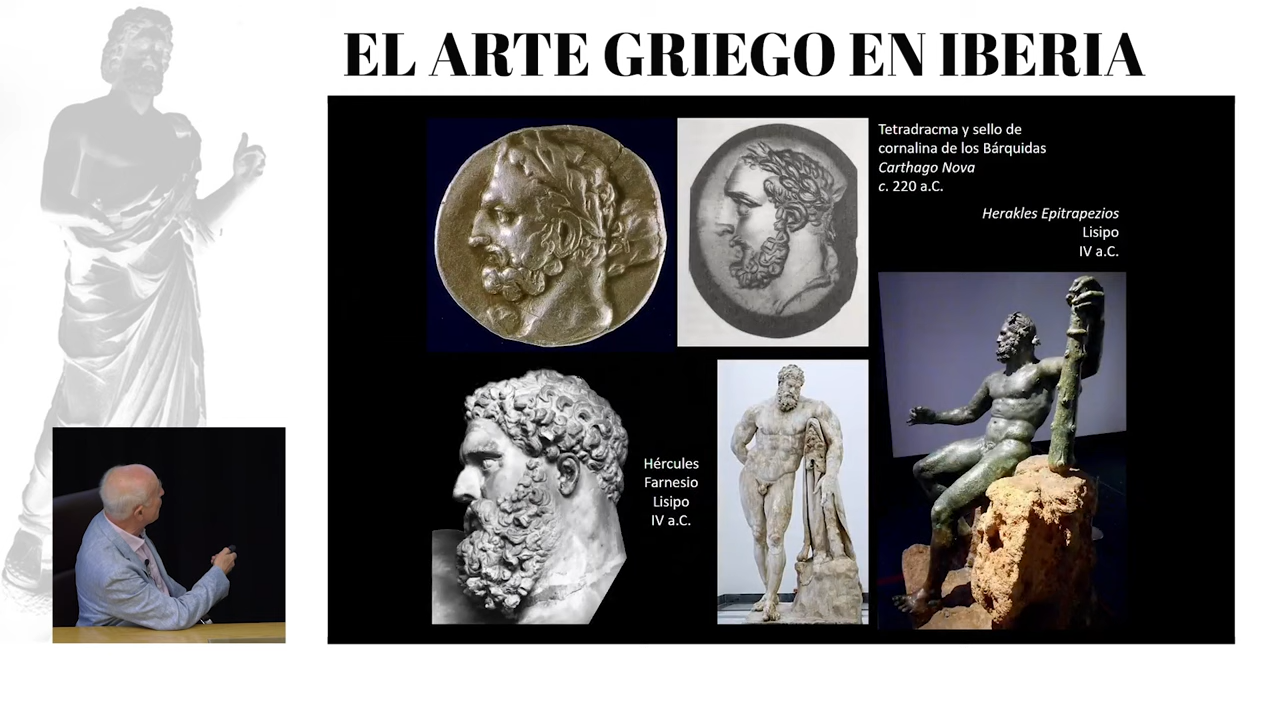 EL ARTE GRIEGO EN IBERIA
Tetradracma y sello de
cornalina de los Bárquidas
Carthago Nova
c. 220 a.C.
Herakles Epitrapezios
Lisipo
IV a.C.
Hércules
Farnesio
Lisipo
IV a.C.